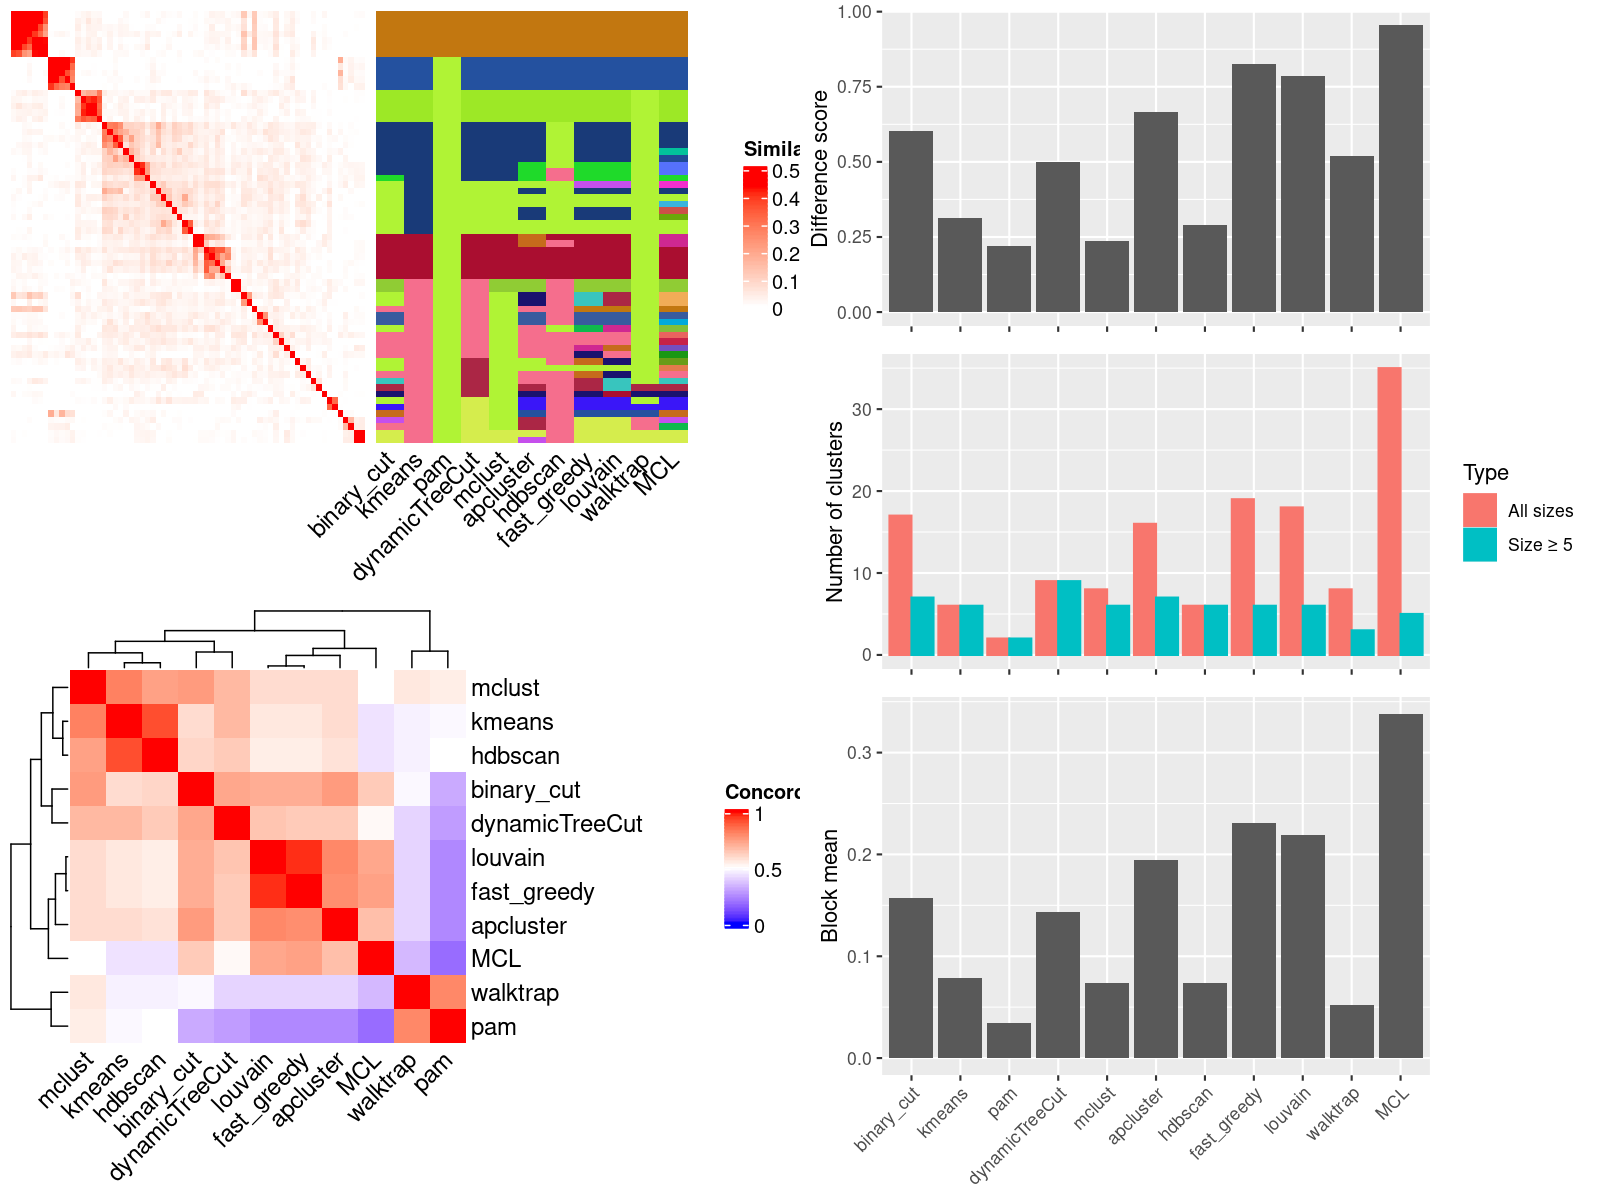 Simila
0.5
0.4
0.3
0.2
0.1
0
binary_cut
kmeans
pam
dynamicTreeCut
mclust
apcluster
hdbscan
fast_greedy
louvain
walktrap
MCL
mclust
kmeans
hdbscan
binary_cut
dynamicTreeCut
louvain
fast_greedy
apcluster
MCL
walktrap
pam
mclust
kmeans
hdbscan
binary_cut
dynamicTreeCut
louvain
fast_greedy
apcluster
MCL
walktrap
pam
Concord
1
0.5
0
Difference score
1.00
0.75
0.50
0.25
0.00
Number of clusters
30
20
10
0
Type
All sizes
Size ≥ 5
Block mean
0.3
0.2
0.1
0.0
binary_cut
kmeans
pam
dynamicTreeCut
mclust
apcluster
hdbscan
fast_greedy
louvain
walktrap
MCL